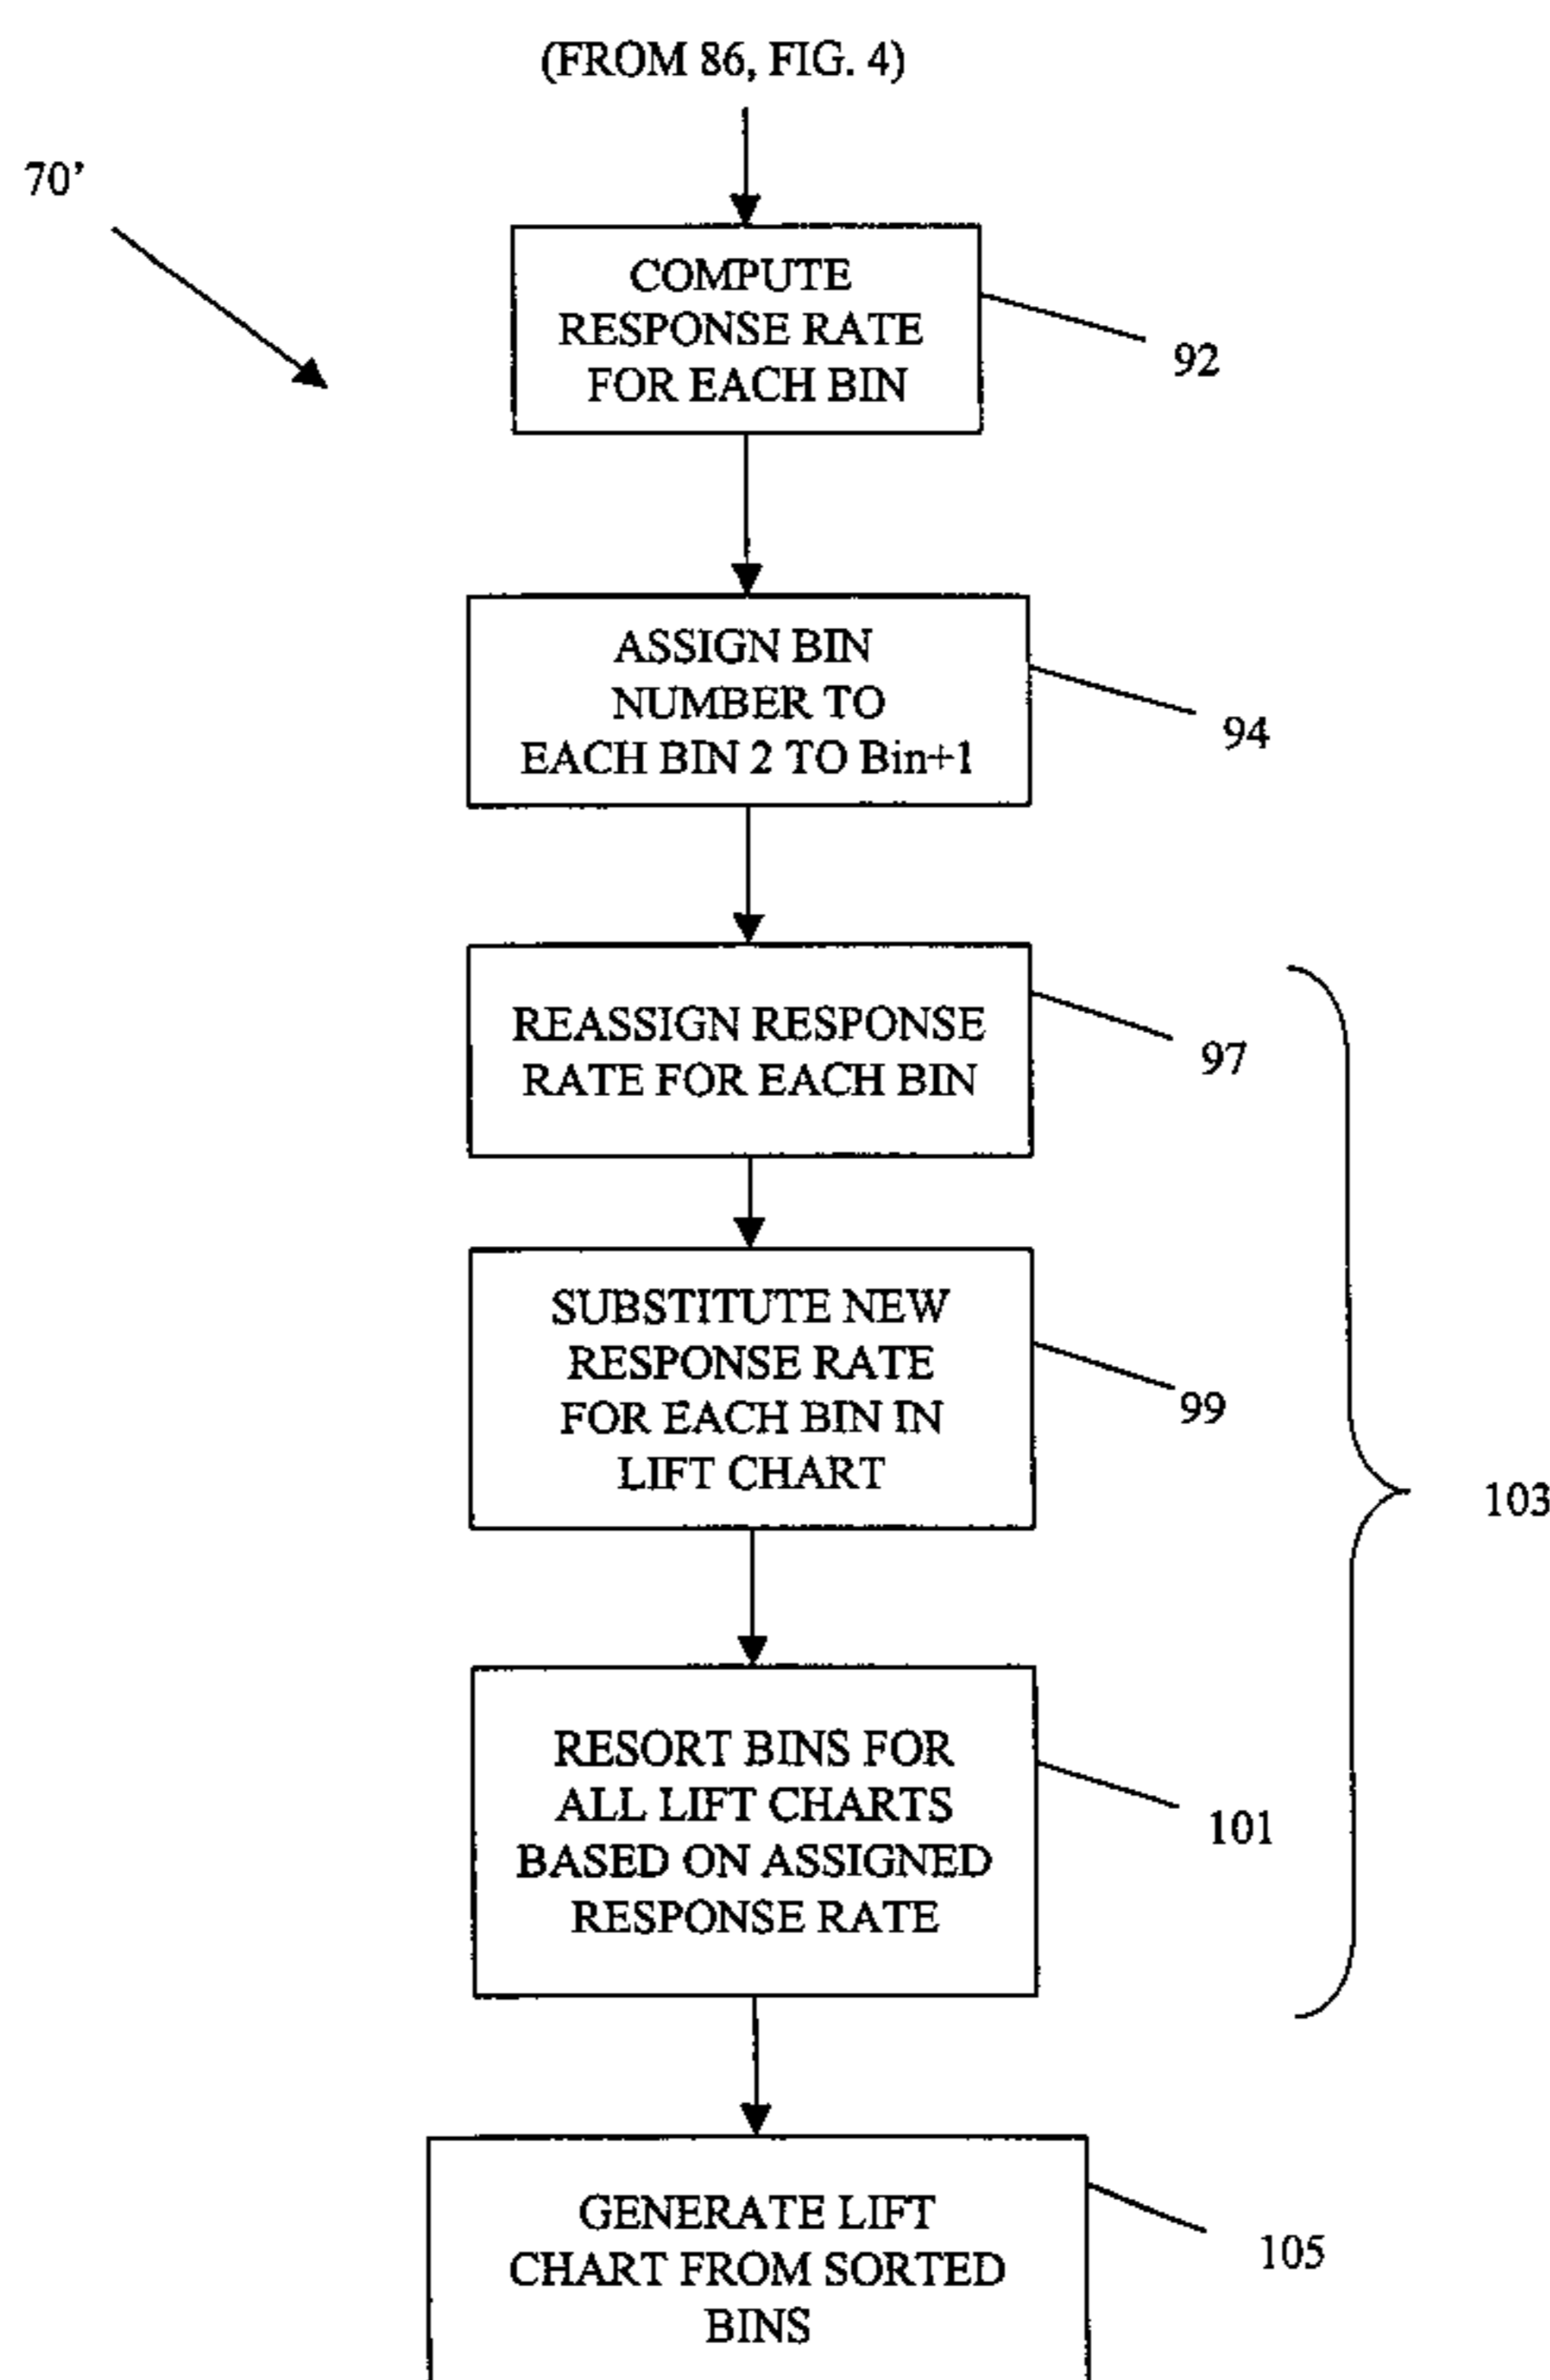 (FROM 86, FIG. 4)
70'
COMPUTE
RESPONSE RATE
FOR EACH BIN
92
ASSIGN BIN
NUMBER TO
EACH BIN 2 TO Bin+1
94
REASSIGN RESPONSE
RATE FOR EACH BIN
97
SUBSTITUTE NEW
RESPONSE RATE
FOR EACH BIN IN
LIFT CHART
99
103
RESORT BINS FOR
ALL LIFT CHARTS
BASED ON ASSIGNED
RESPONSE RATE
101
GENERATE LIFT
CHART FROM SORTED
BINS
105